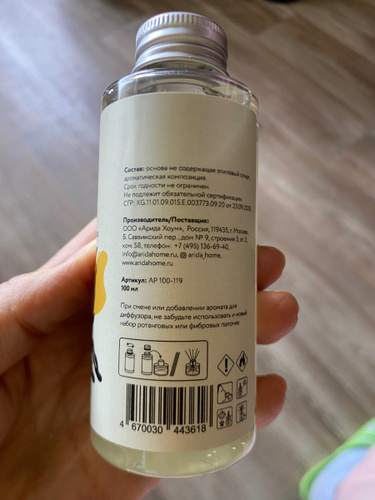 Состав: основа не содержащая этиловый спирт,
ароматическая композиция.
Срок годности не ограничен.
Не подлежит обязательной сертификации.
СГР: KG.11.01.09.015.E.003773.09.20 от 23.09.2020
Производитель/Поставщик:
ООО «Арида Хоум», Россия, 119435, г. Москва,
Б. Саввинский пер., дом № 9, строение 3, эт 3,
ком.58, телефон: +7 (495) 136-69-40,
info@aridahome.ru arida_home,
www.aridahome.ru
Артикул: AP 100-119
100 мл
При смене или добавлении аромата для
диффузора, не забудьте использовать и новый
набор ротанговых или фибровых палочек.
4 670030 443618